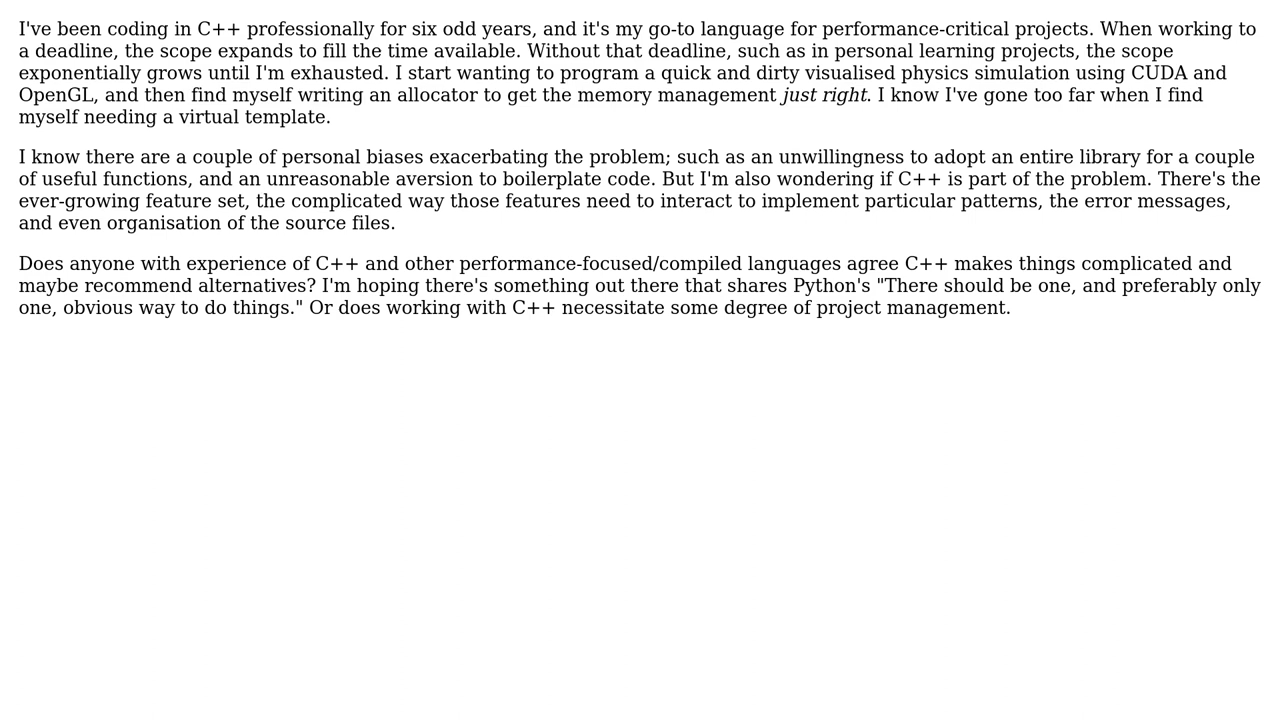 I've been coding in C++ professionally for six odd years, and it's my go-to language for performance-critical projects. When working to
a deadline, the scope expands to fill the time available. Without that deadline, such as in personal learning projects, the scope
exponentially grows until I'm exhausted. I start wanting to program a quick and dirty visualised physics simulation using CUDA and
OpenGL, and then find myself writing an allocator to get the memory management just right. I know I've gone too far when I find
myself needing a virtual template.
I know there are a couple of personal biases exacerbating the problem; such as an unwillingness to adopt an entire library for a couple
of useful functions, and an unreasonable aversion to boilerplate code. But I'm also wondering if C++ is part of the problem. There's the
ever-growing feature set, the complicated way those features need to interact to implement particular patterns, the error messages,
and even organisation of the source files.
Does anyone with experience of C++ and other performance-focused/compiled languages agree C++ makes things complicated and
maybe recommend alternatives? I'm hoping there's something out there that shares Python's "There should be one, and preferably only
one, obvious way to do things." Or does working with C++ necessitate some degree of project management.